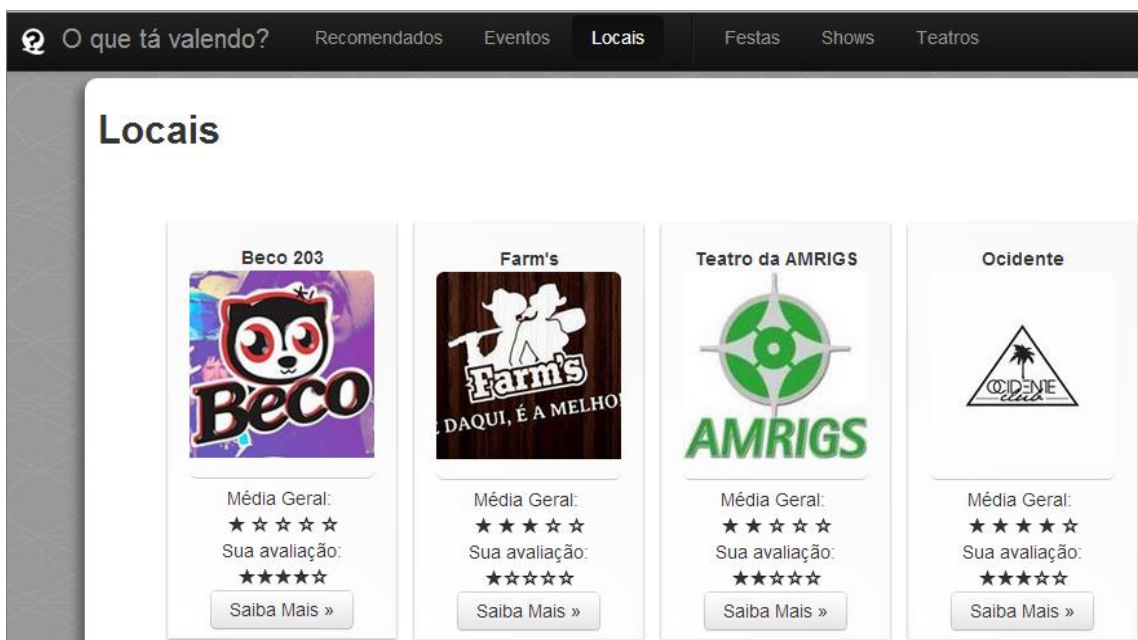 O que tá valendo? Recomendados Eventos Locais Festas Shows Teatros
Locais
Beco 203 Farm's Teatro da AMRIGS Ocidente
Beco
Farm's
E DAQUI, É A MELHO
AMRIGS
OCIDENTE
club
Média Geral: Média Geral: Média Geral: Média Geral:
★☆☆☆☆ ★★★☆☆ ★★☆☆☆ ★★★★☆
Sua avaliação: Sua avaliação: Sua avaliação: Sua avaliação:
★★★★☆ ★☆☆☆☆ ★★☆☆☆ ★★★☆☆
Saiba Mais » Saiba Mais » Saiba Mais » Saiba Mais »